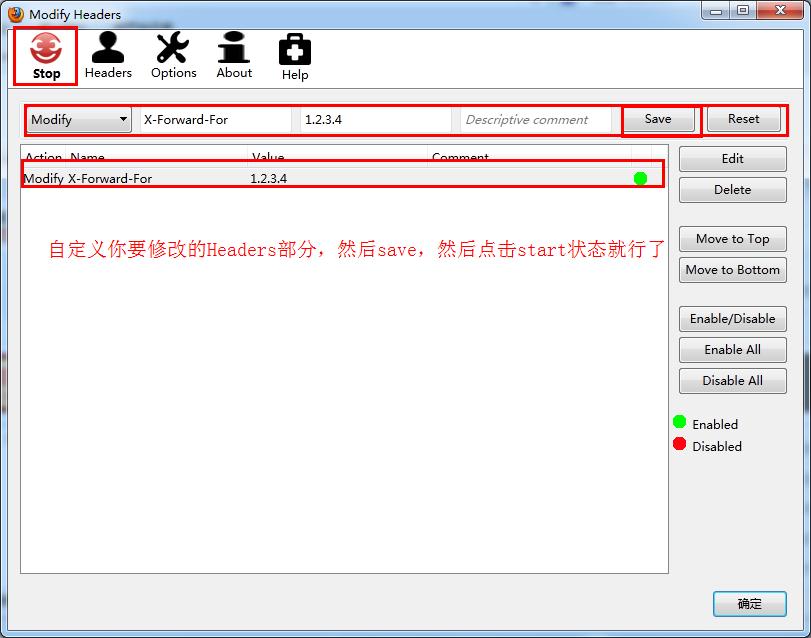 Modify Headers
Stop
Headers
Options
About
Help
Modify
X-Forward-For
1.2.3.4
Descriptive comment
Save
Reset
Action
Name
Value
Comment
Modify
X-Forward-For
1.2.3.4
自定义你要修改的Headers部分，然后save，然后点击start状态就行了
Edit
Delete
Move to Top
Move to Bottom
Enable/Disable
Enable All
Disable All
Enabled
Disabled
确定